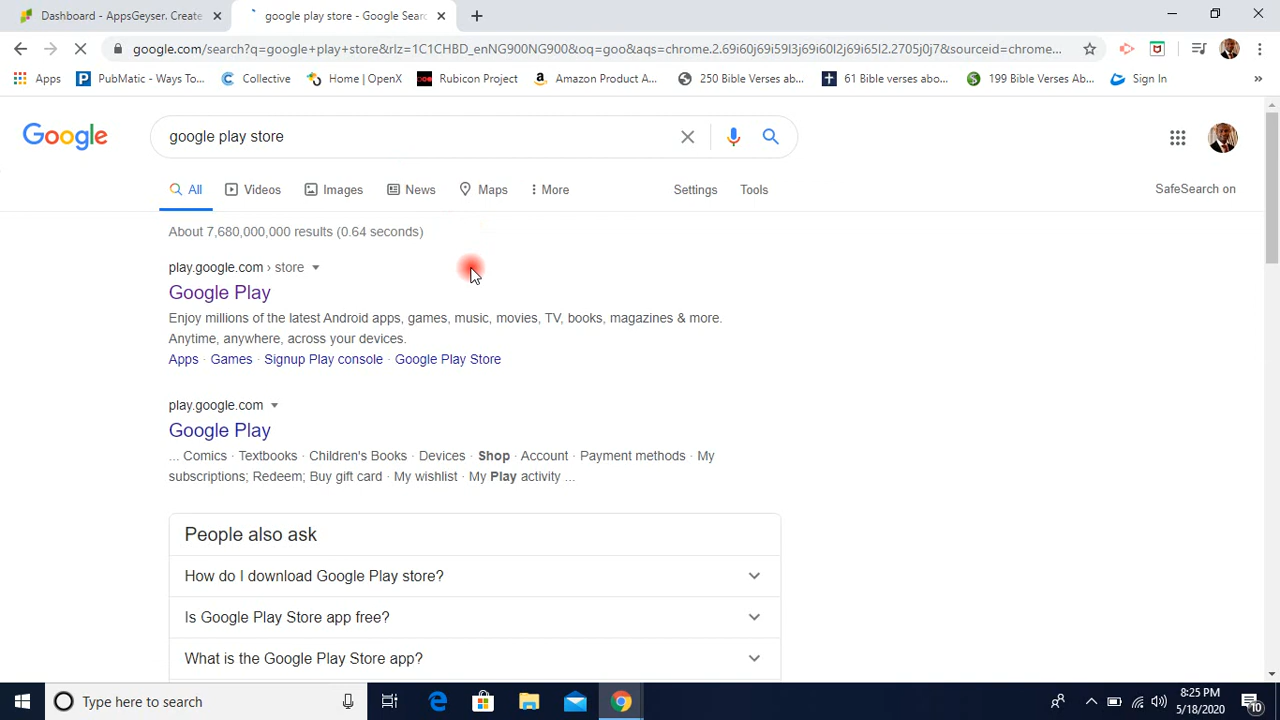 Dashboard - AppsGeyser. Create
google play store - Google Sear
google.com/search?q=google+play+store&rlz=1C1CHBD_enNG900NG900&oq=goo&aqs=chrome.2.69i60j69i59l3j69i60l2j69i65l2.2705j0j7&sourceid=chrome...
Apps
PubMatic - Ways To...
Collective
Home | OpenX
Rubicon Project
Amazon Product A...
250 Bible Verses ab...
61 Bible verses abo...
199 Bible Verses Ab...
Sign In
»
Google
google play store
All
Videos
Images
News
Maps
More
Settings
Tools
SafeSearch on
About 7,680,000,000 results (0.64 seconds)
play.google.com › store
Google Play
Enjoy millions of the latest Android apps, games, music, movies, TV, books, magazines & more.
Anytime, anywhere, across your devices.
Apps · Games · Signup Play console · Google Play Store
play.google.com
Google Play
... Comics · Textbooks · Children's Books · Devices · Shop · Account · Payment methods · My
subscriptions; Redeem; Buy gift card · My wishlist · My Play activity ...
People also ask
How do I download Google Play store?
Is Google Play Store app free?
What is the Google Play Store app?
Type here to search
8:25 PM
5/18/2020
10